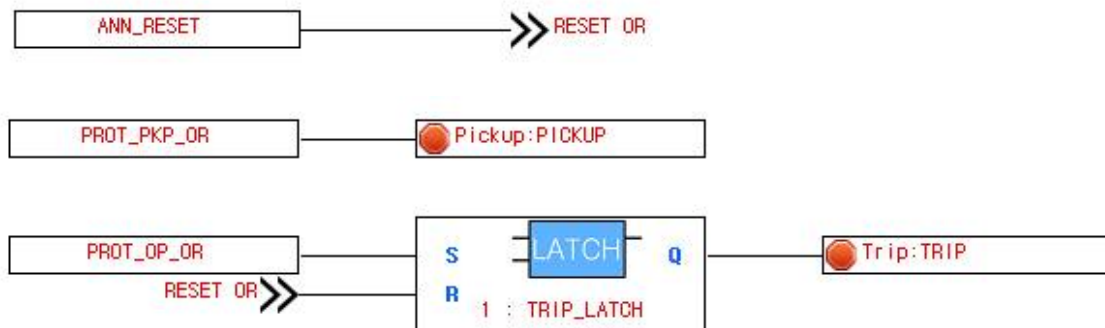 ANN_RESET
RESET OR
PROT_PKP_OR
Pickup:PICKUP
PROT_OP_OR
S
LATCH
Q
Trip:TRIP
RESET OR
R
1 : TRIP_LATCH